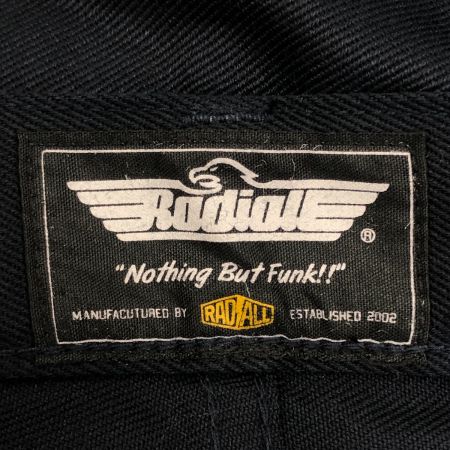 Radiall
®
"Nothing But Funk!!"
MANUFACUTURED BY RADIALL ESTABLISHED 2002